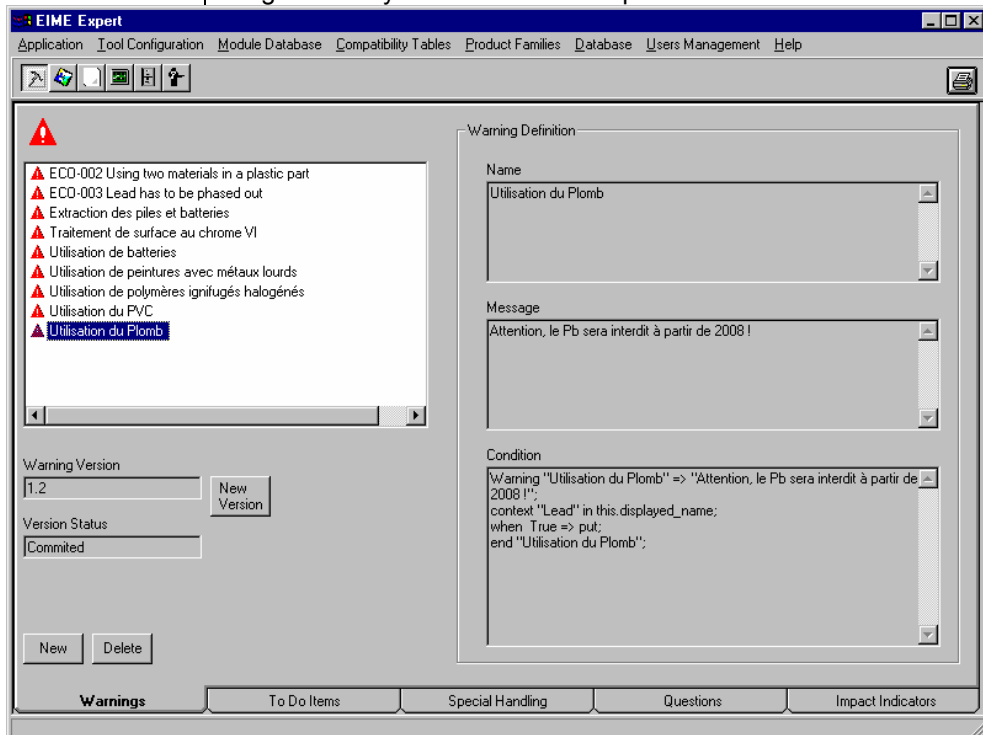 EIME Expert
Application Tool Configuration Module Database Compatibility Tables Product Families Database Users Management Help
Warning Definition
ECO-002 Using two materials in a plastic part
ECO-003 Lead has to be phased out
Extraction des piles et batteries
Traitement de surface au chrome VI
Utilisation de batteries
Utilisation de peintures avec métaux lourds
Utilisation de polymères ignifugés halogénés
Utilisation du PVC
Utilisation du Plomb
Name
Utilisation du Plomb
Message
Attention, le Pb sera interdit à partir de 2008 !
Warning Version
1.2
New
Version
Version Status
Commited
Condition
Warning "Utilisation du Plomb" => "Attention, le Pb sera interdit à partir de
2008 !";
context "Lead" in this.displayed_name;
when True => put;
end "Utilisation du Plomb";
New Delete
Warnings To Do Items Special Handling Questions Impact Indicators